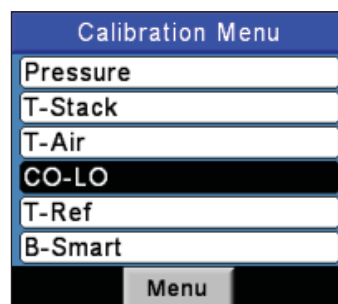 Calibration Menu
Pressure
T-Stack
T-Air
CO-LO
T-Ref
B-Smart
Menu